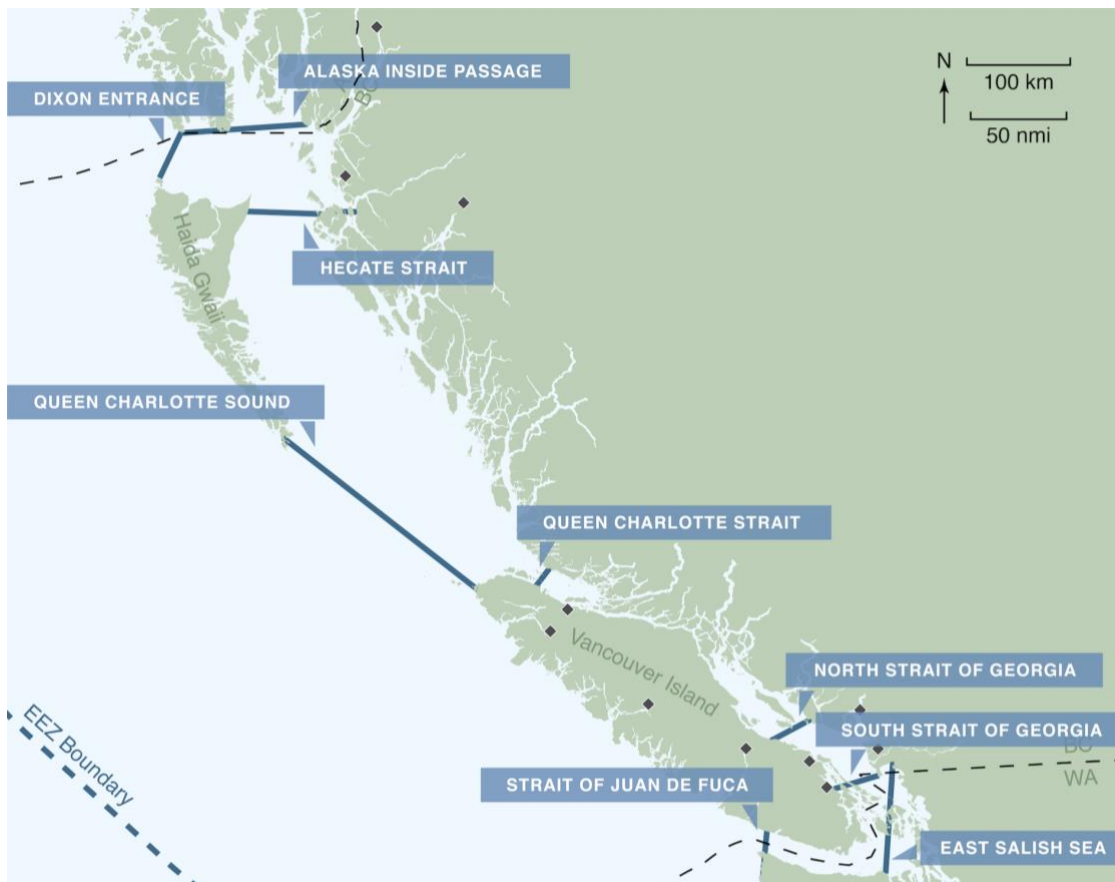 ALASKA INSIDE PASSAGE
N
100 km
50 nmi
DIXON ENTRANCE
BC
Haida Gwaii
HECATE STRAIT
QUEEN CHARLOTTE SOUND
QUEEN CHARLOTTE STRAIT
Vancouver Island
NORTH STRAIT OF GEORGIA
SOUTH STRAIT OF GEORGIA
BC
WA
EEZ Boundary
STRAIT OF JUAN DE FUCA
EAST SALISH SEA